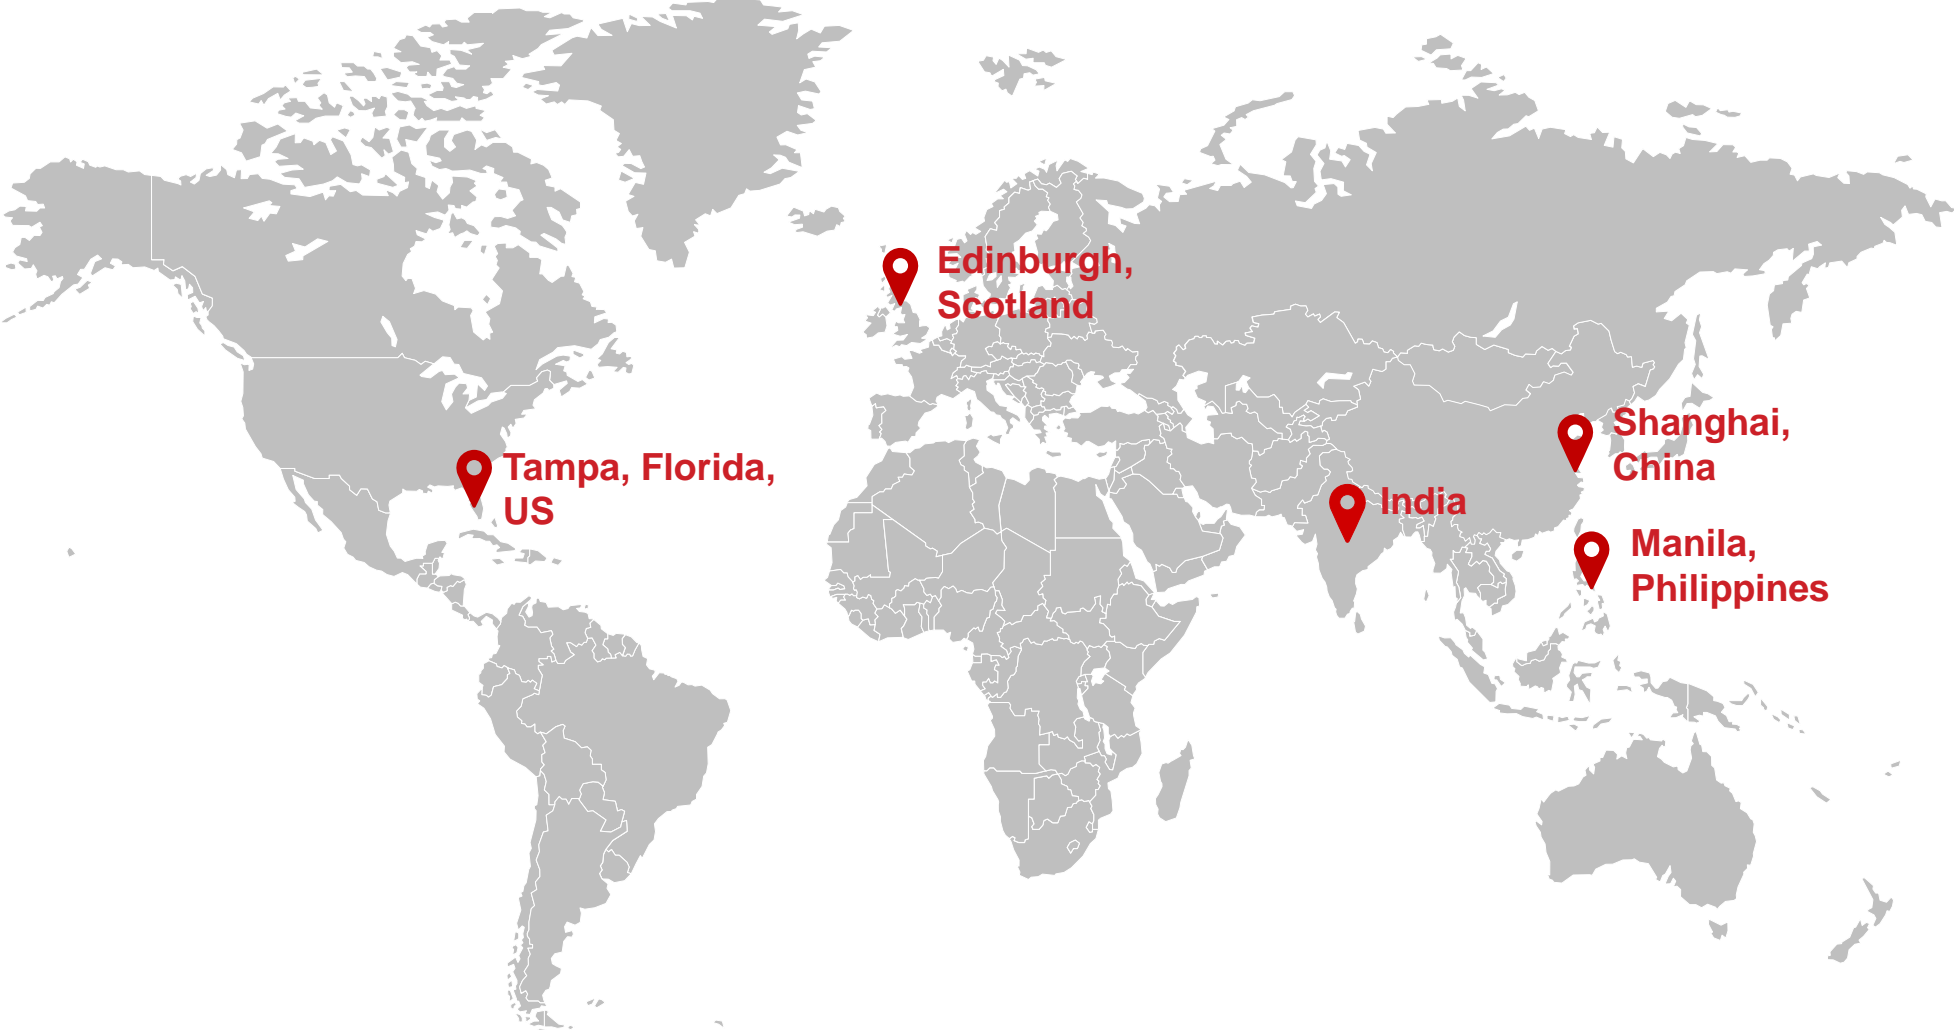 Edinburgh,
Scotland
Shanghai,
China
Tampa, Florida,
US
India
Manila,
Philippines